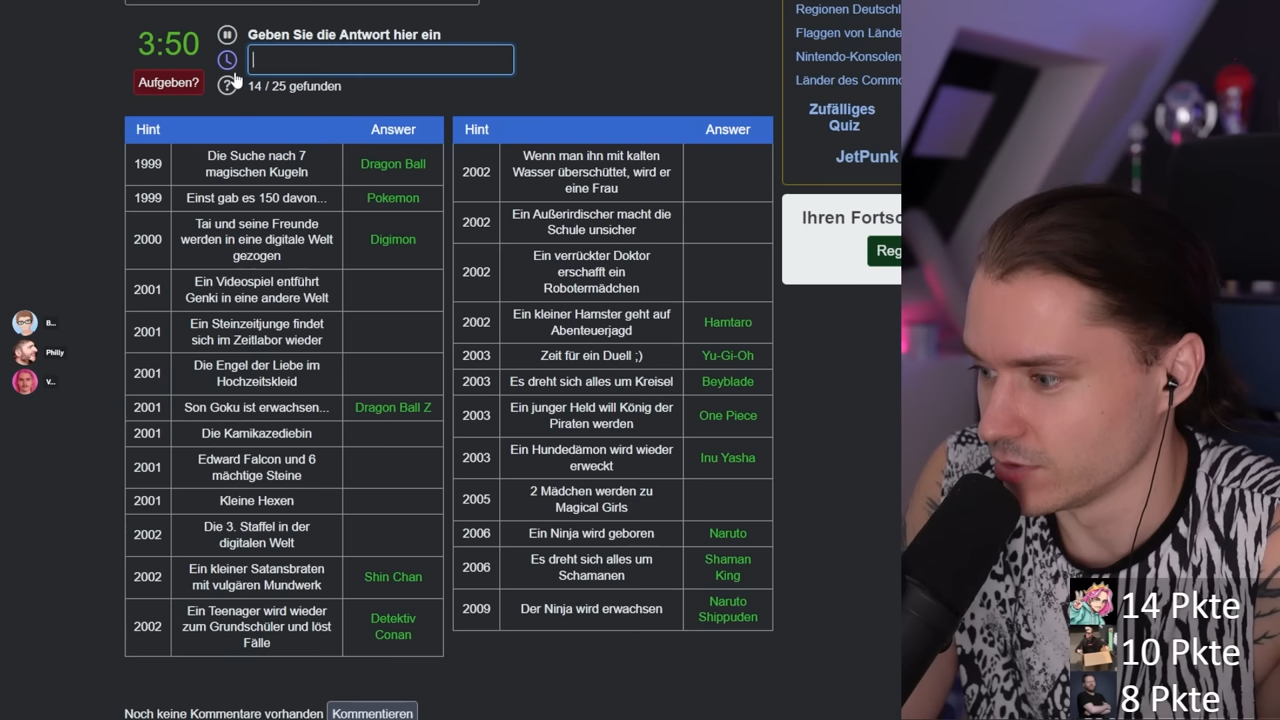 3:50
Geben Sie die Antwort hier ein
Aufgeben?
14 / 25 gefunden
Hint Answer
1999 Die Suche nach 7 Dragon Ball
magischen Kugeln
1999 Einst gab es 150 davon... Pokemon
2000 Tai und seine Freunde Digimon
werden in eine digitale Welt
gezogen
2001 Ein Videospiel entführt
Genki in eine andere Welt
2001 Ein Steinzeitjunge findet
sich im Zeitlabor wieder
2001 Die Engel der Liebe im
Hochzeitskleid
2001 Son Goku ist erwachsen... Dragon Ball Z
2001 Die Kamikazediebin
2001 Edward Falcon und 6
mächtige Steine
2001 Kleine Hexen
2002 Die 3. Staffel in der
digitalen Welt
2002 Ein kleiner Satansbraten Shin Chan
mit vulgären Mundwerk
2002 Ein Teenager wird wieder Detektiv
zum Grundschüler und löst Conan
Fälle
Hint Answer
2002 Wenn man ihn mit kalten
Wasser überschüttet, wird er
eine Frau
2002 Ein Außerirdischer macht die
Schule unsicher
2002 Ein verrückter Doktor
erschafft ein
Robotermädchen
2002 Ein kleiner Hamster geht auf Hamtaro
Abenteuerjagd
2003 Zeit für ein Duell ;) Yu-Gi-Oh
2003 Es dreht sich alles um Kreisel Beyblade
2003 Ein junger Held will König der One Piece
Piraten werden
2003 Ein Hundedämon wird wieder Inu Yasha
erweckt
2005 2 Mädchen werden zu
Magical Girls
2006 Ein Ninja wird geboren Naruto
2006 Es dreht sich alles um Shaman
Schamanen King
2009 Der Ninja wird erwachsen Naruto
Shippuden
Noch keine Kommentare vorhanden Kommentieren
Regionen Deutschl
Flaggen von Lände
Nintendo-Konsolen
Länder des Commo
Zufälliges
Quiz
JetPunk
Ihren Fortsc
Reg
B...
Philly
V...
14 Pkte
10 Pkte
8 Pkte